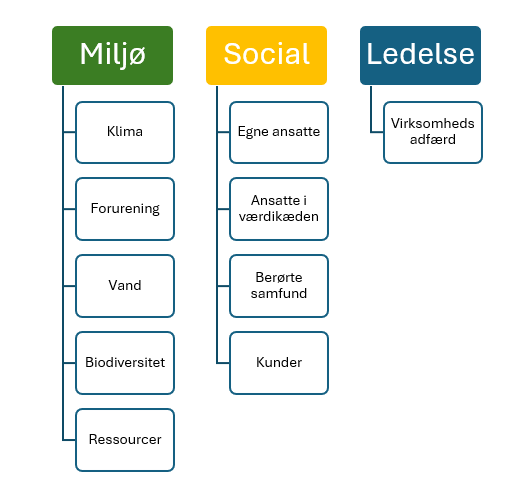 Miljø
Klima
Forurening
Vand
Biodiversitet
Ressourcer
Social
Egne ansatte
Ansatte i
værdikæden
Berørte
samfund
Kunder
Ledelse
Virksomheds
adfærd